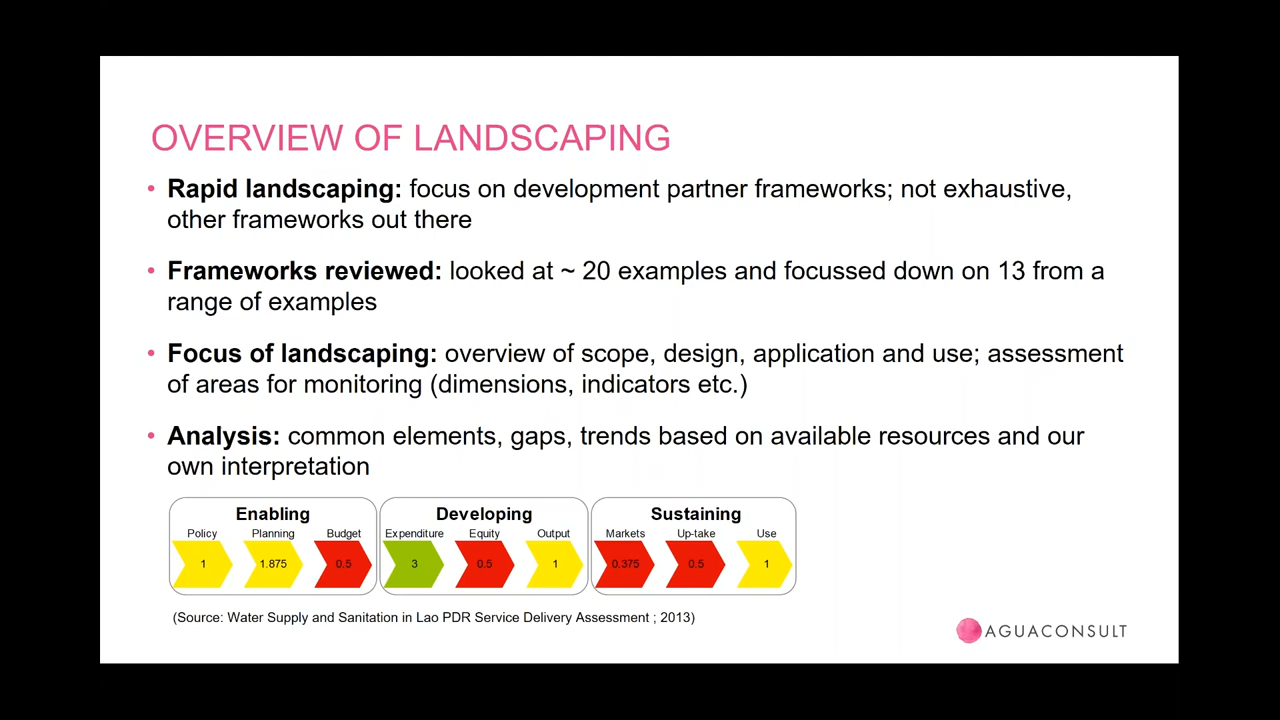 OVERVIEW OF LANDSCAPING
• Rapid landscaping: focus on development partner frameworks; not exhaustive,
other frameworks out there
• Frameworks reviewed: looked at ~ 20 examples and focussed down on 13 from a
range of examples
• Focus of landscaping: overview of scope, design, application and use; assessment
of areas for monitoring (dimensions, indicators etc.)
• Analysis: common elements, gaps, trends based on available resources and our
own interpretation
Enabling Developing Sustaining
Policy Planning Budget Expenditure Equity Output Markets Up-take Use
1 1.875 0.5 3 0.5 1 0.375 0.5 1
(Source: Water Supply and Sanitation in Lao PDR Service Delivery Assessment ; 2013)
AGUACONSULT